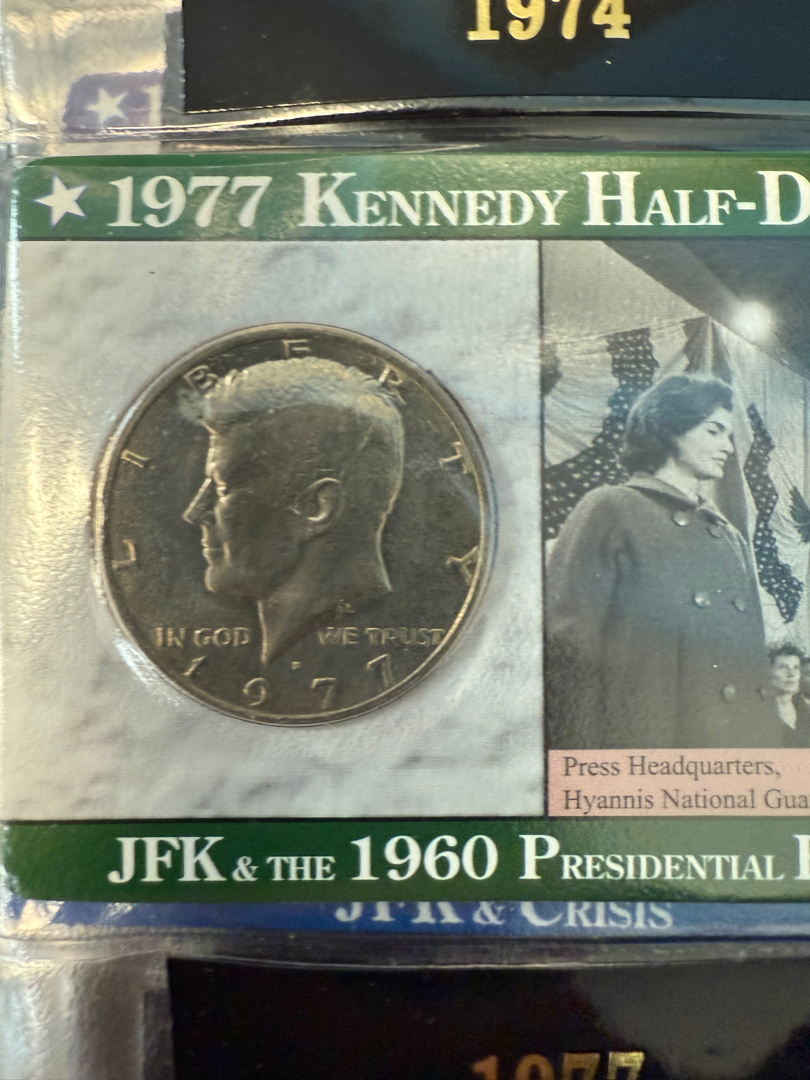 1974
1977 KENNEDY HALF-D
LIBERTY
IN GOD WE TRUST
1977
Press Headquarters,
Hyannis National Gua
JFK & THE 1960 PRESIDENTIAL
JFK & CRISIS
1977